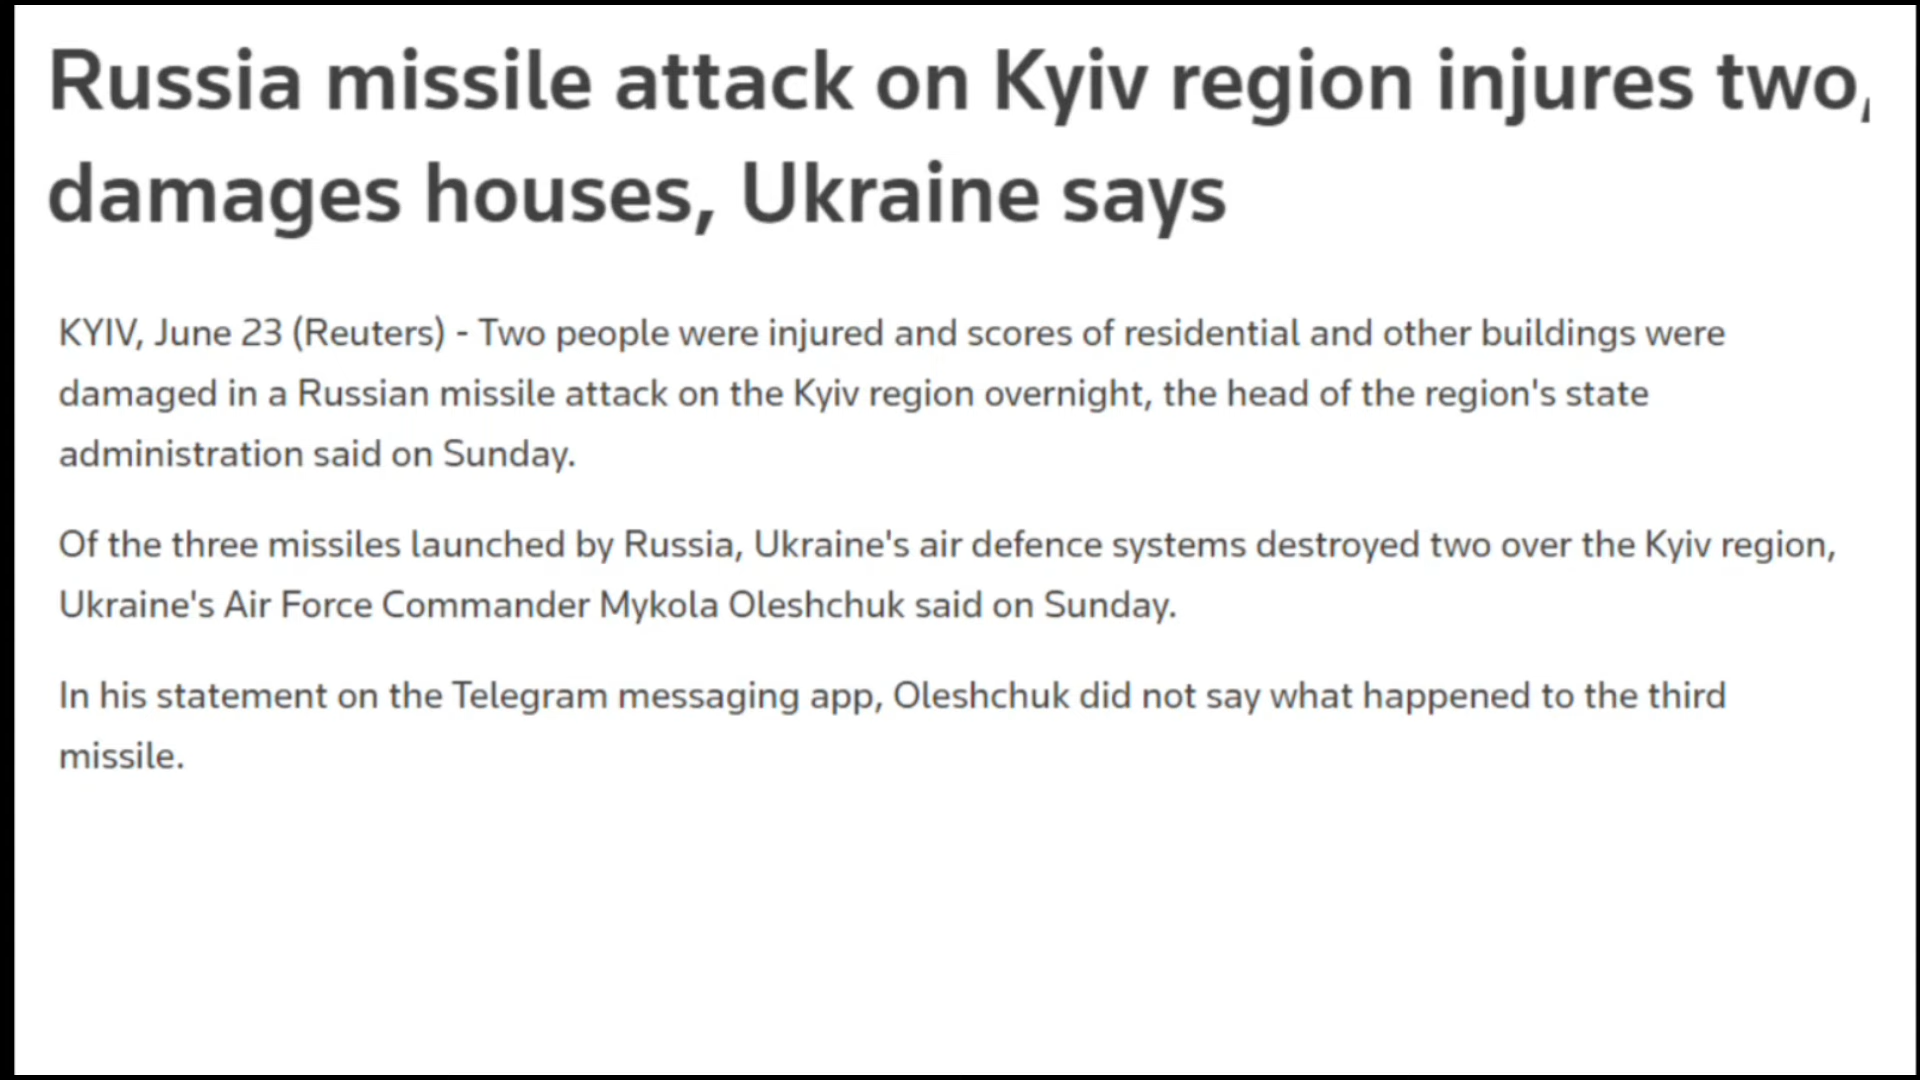 Russia missile attack on Kyiv region injures two,
damages houses, Ukraine says
KYIV, June 23 (Reuters) - Two people were injured and scores of residential and other buildings were
damaged in a Russian missile attack on the Kyiv region overnight, the head of the region's state
administration said on Sunday.
Of the three missiles launched by Russia, Ukraine's air defence systems destroyed two over the Kyiv region,
Ukraine's Air Force Commander Mykola Oleshchuk said on Sunday.
In his statement on the Telegram messaging app, Oleshchuk did not say what happened to the third
missile.